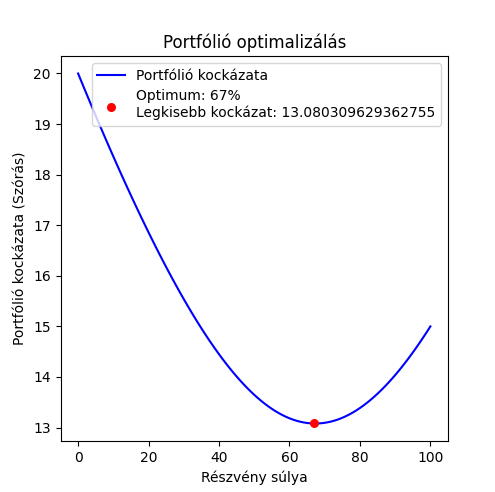 Portfólió optimalizálás
Portfólió kockázata
Optimum: 67%
Legkisebb kockázat: 13.080309629362755
Portfólió kockázata (Szórás)
20
19
18
17
16
15
14
13
0 20 40 60 80 100
Részvény súlya